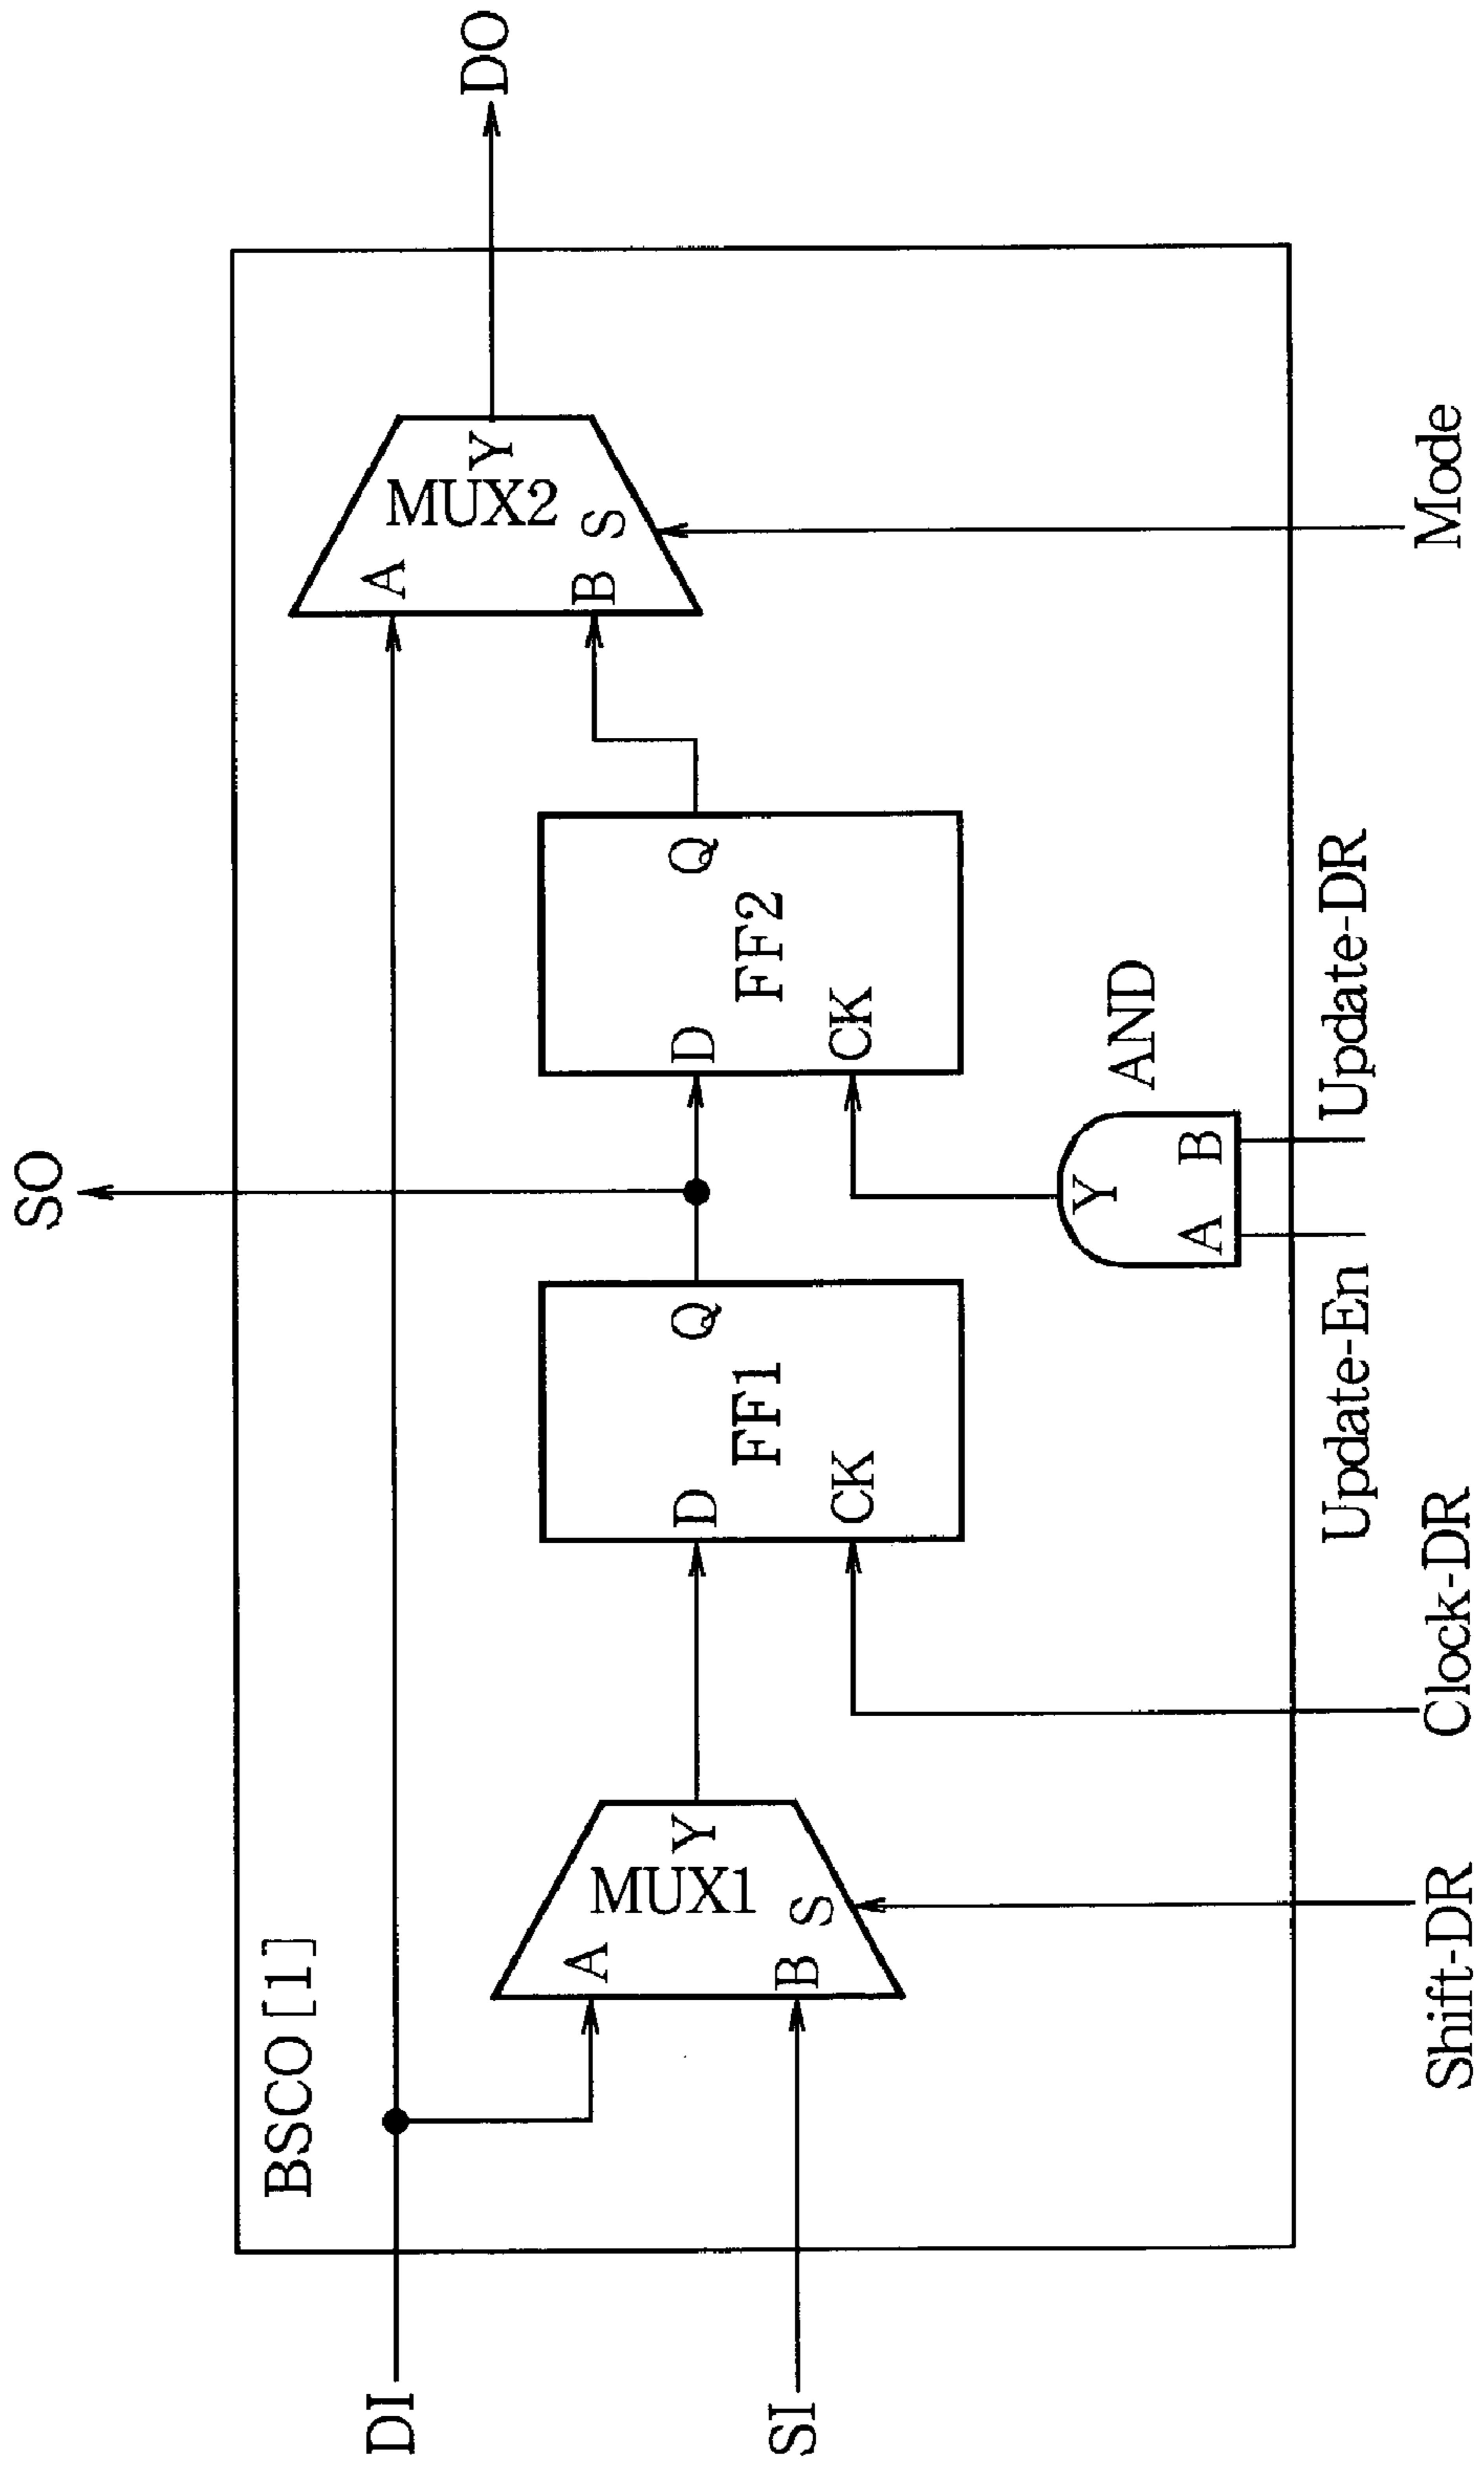 SO
BSCO[1]
DI
DO
A
MUX2
Y
B
S
A
MUX1
Y
B
S
D
Q
FF1
CK
D
Q
FF2
CK
SI
Y
AND
A
B
Update-En
Update-DR
Shift-DR
Clock-DR
Mode